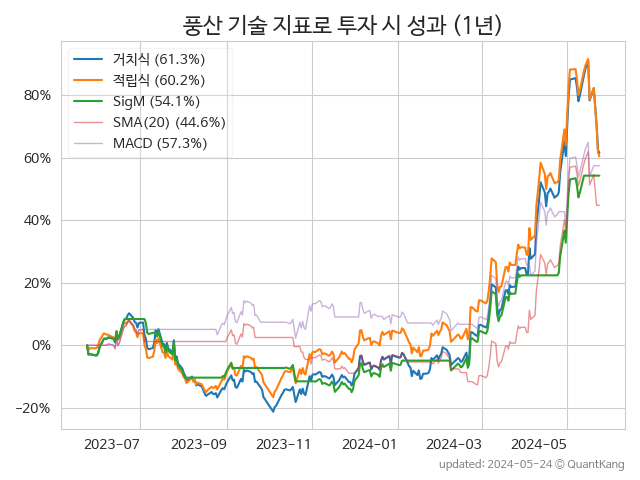 풍산 기술 지표로 투자 시 성과 (1년)
거치식 (61.3%)
적립식 (60.2%)
SigM (54.1%)
SMA(20) (44.6%)
MACD (57.3%)
80%
60%
40%
20%
0%
−20%
2023-07 2023-09 2023-11 2024-01 2024-03 2024-05
updated: 2024-05-24 © QuantKang